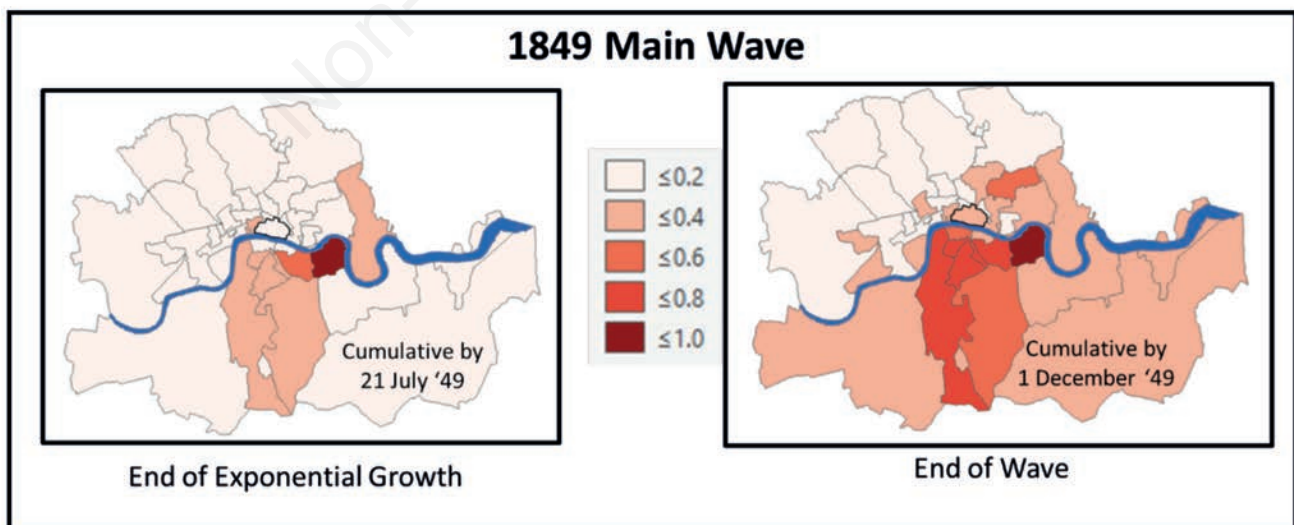 Non-
1849 Main Wave
Cumulative by
21 July ‘49
End of Exponential Growth
≤0.2
≤0.4
≤0.6
≤0.8
≤1.0
Cumulative by
1 December ‘49
End of Wave